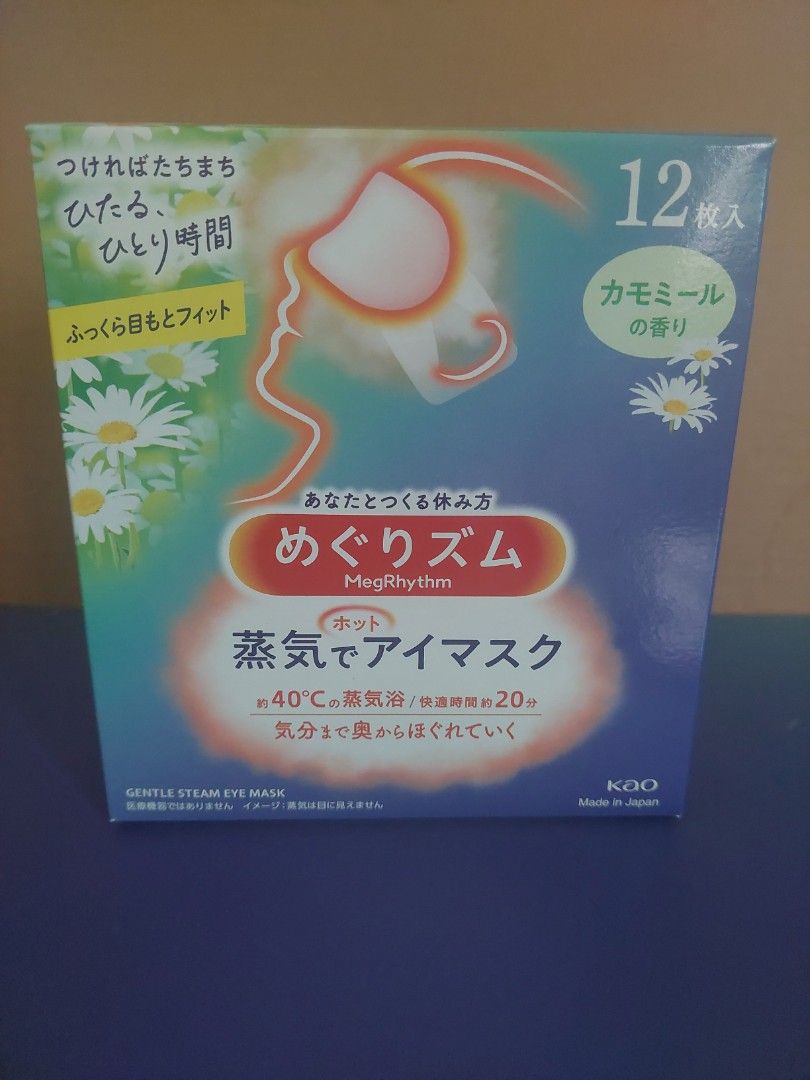 つければたちまち
ひたる、
ひとり時間
ふっくら目もとフィット
12枚入
カモミール
の香り
あなたとつくる休み方
めぐりズム
MegRhythm
ホット
蒸気でアイマスク
約40℃の蒸気浴/快適時間約20分
気分まで奥からほぐれていく
GENTLE STEAM EYE MASK
医療機器ではありません イメージ:蒸気は目に見えません
Kao
Made in Japan